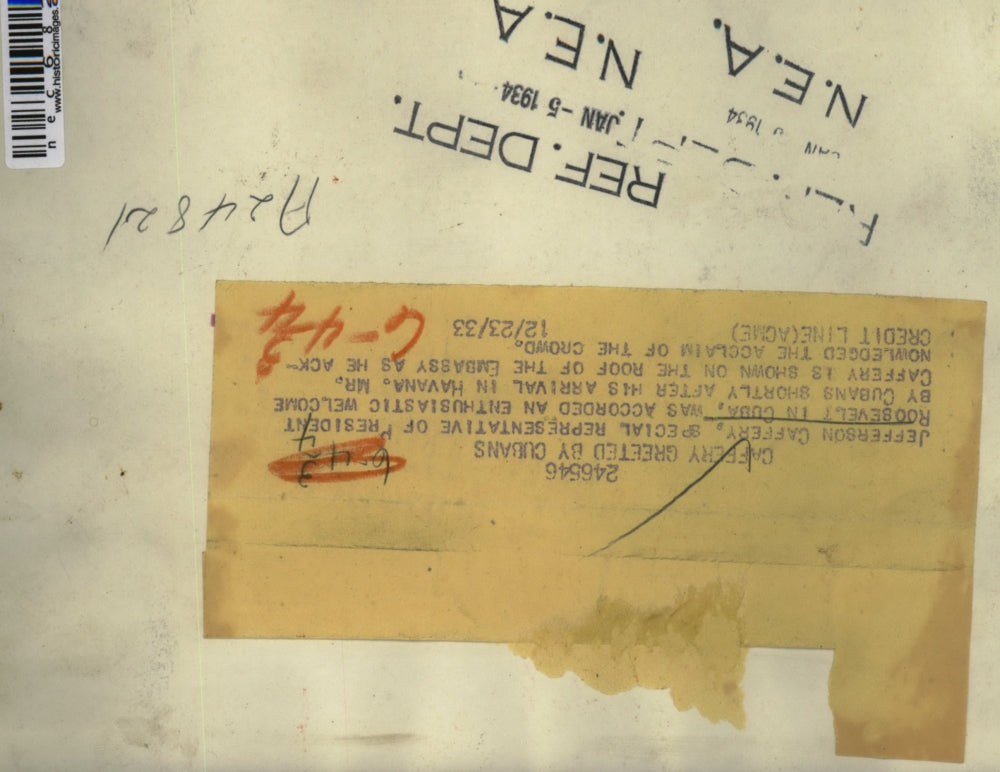 246546
CAFFERY GREETED BY CUBANS
JEFFERSON CAFFERY, SPECIAL REPRESENTATIVE OF PRESIDENT
ROOSEVELT IN CUBA, WAS ACCORDED AN ENTHUSIASTIC WELCOME
BY CUBANS SHORTLY AFTER HIS ARRIVAL IN HAVANA. MR.
CAFFERY IS SHOWN ON THE ROOF OF THE EMBASSY AS HE ACK-
NOWLEDGED THE ACCLAIM OF THE CROWD.
CREDIT LINE(ACME) 12/23/33
A24821
REF. DEPT.
JAN -5 1934
N.E.A
N.E.A.
1934
www.historicimages.